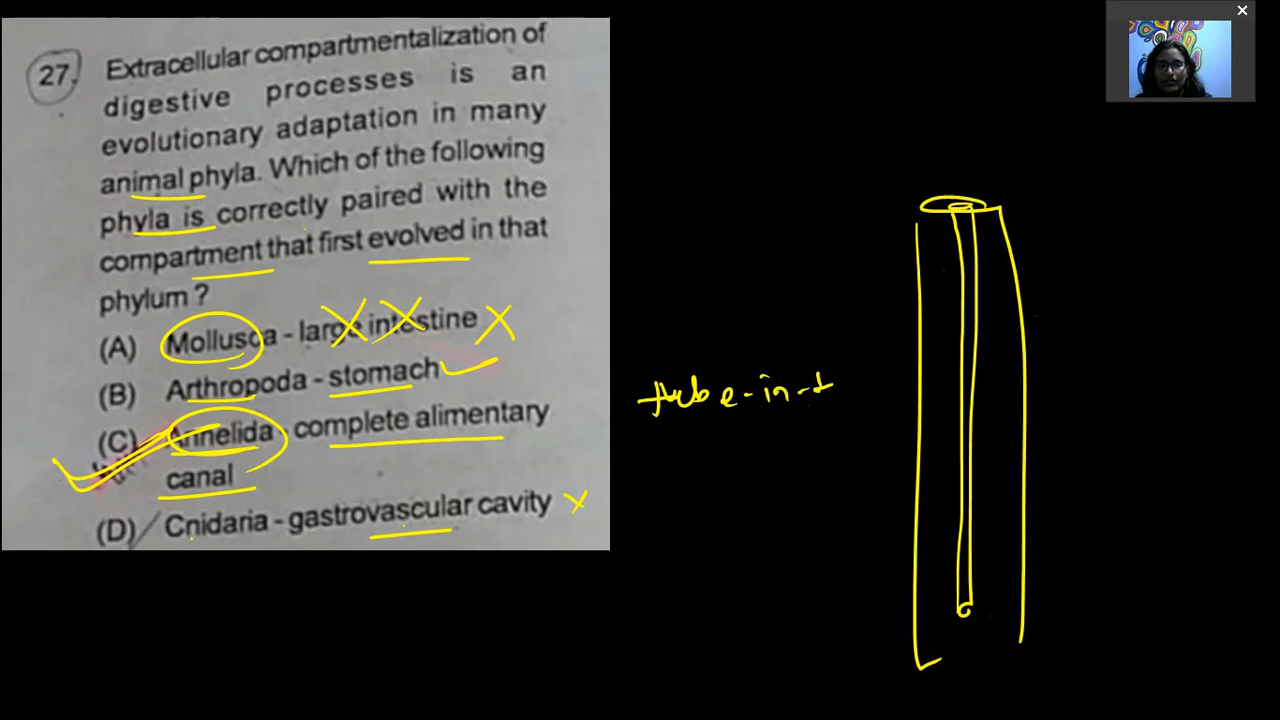 27. Extracellular compartmentalization of
digestive processes is an
evolutionary adaptation in many
animal phyla. Which of the following
phyla is correctly paired with the
compartment that first evolved in that
phylum ?
(A) Mollusca - large intestine
(B) Arthropoda - stomach
(C) Annelida - complete alimentary
canal
(D) Cnidaria - gastrovascular cavity
tube-in-t